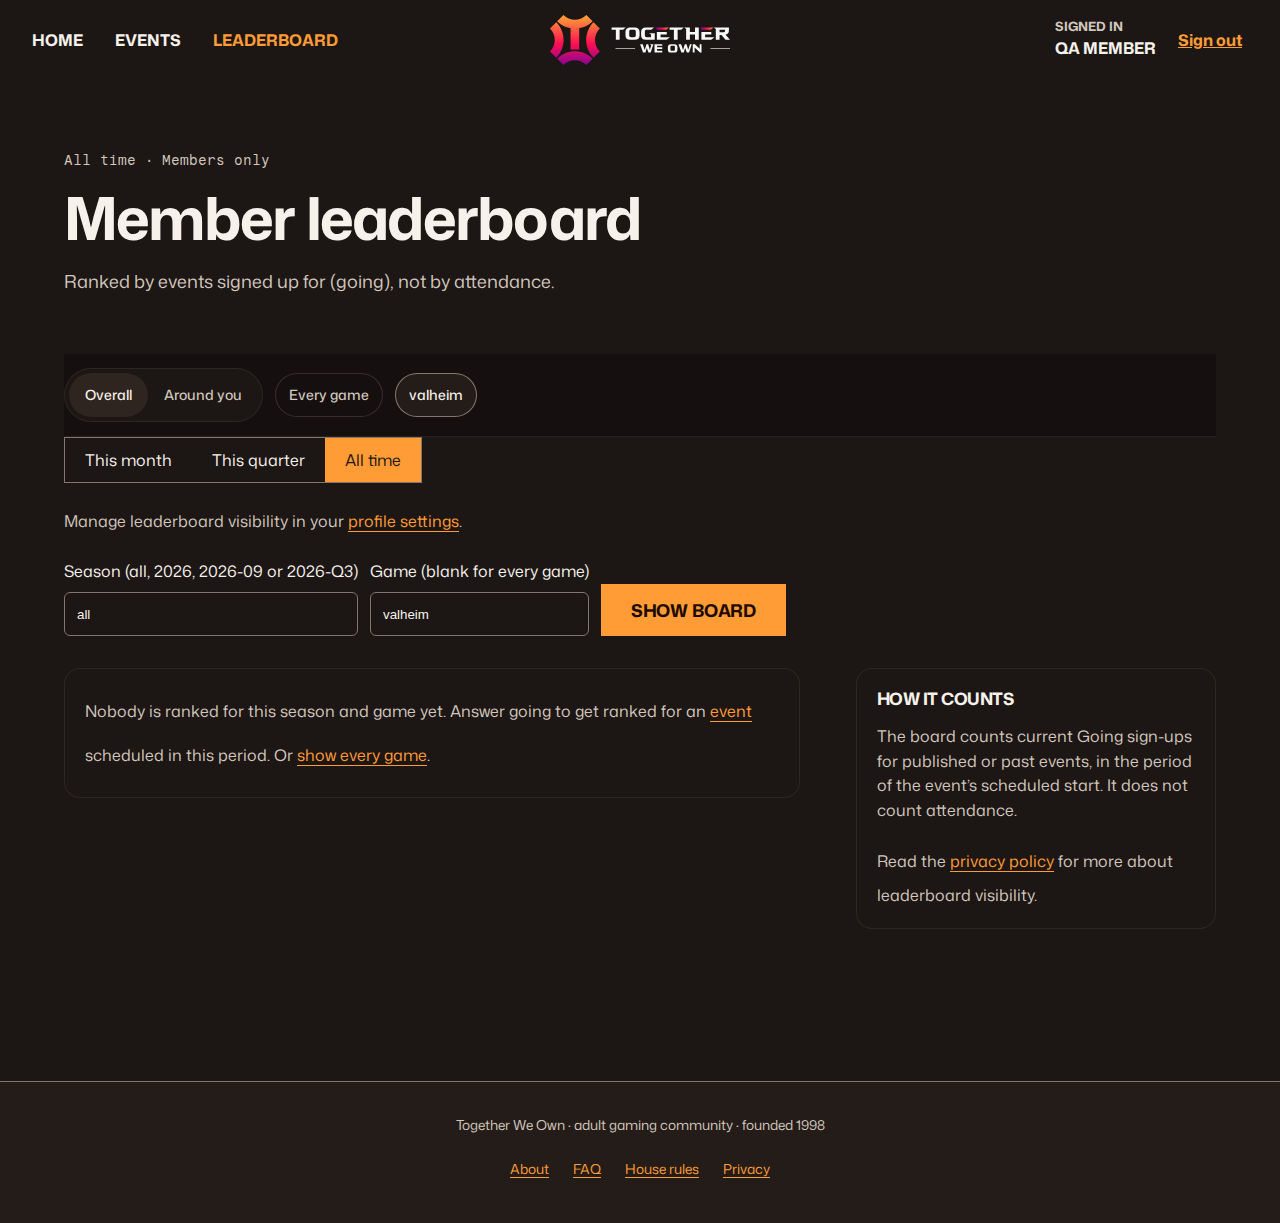 HOME EVENTS LEADERBOARD
TOGETHER
WE OWN
SIGNED IN
QA MEMBER
Sign out
All time · Members only
Member leaderboard
Ranked by events signed up for (going), not by attendance.
Overall Around you Every game valheim
This month This quarter All time
Manage leaderboard visibility in your profile settings.
Season (all, 2026, 2026-09 or 2026-Q3) Game (blank for every game)
all valheim SHOW BOARD
Nobody is ranked for this season and game yet. Answer going to get ranked for an event
scheduled in this period. Or show every game.
HOW IT COUNTS
The board counts current Going sign-ups
for published or past events, in the period
of the event’s scheduled start. It does not
count attendance.
Read the privacy policy for more about
leaderboard visibility.
Together We Own · adult gaming community · founded 1998
About FAQ House rules Privacy